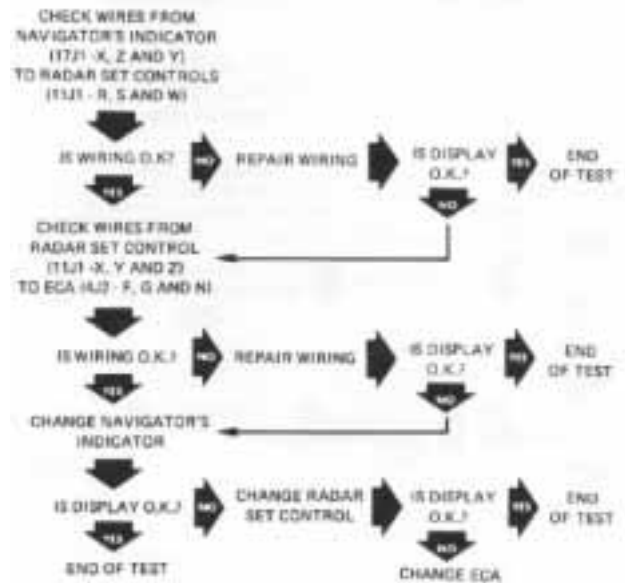 CHECK WIRES FROM
NAVIGATOR'S INDICATOR
(17J1 -X, Z AND Y)
TO RADAR SET CONTROLS
(11J1 - R, S AND W)
IS WIRING O.K?
NO
REPAIR WIRING
IS DISPLAY
O.K.?
YES
END
OF TEST
YES
NO
CHECK WIRES FROM
RADAR SET CONTROL
(11J1 -X, Y AND Z)
TO ECA (4J2 - F, G AND N)
IS WIRING O.K.?
NO
REPAIR WIRING
IS DISPLAY
O.K.?
YES
END
OF TEST
YES
NO
CHANGE NAVIGATOR'S
INDICATOR
IS DISPLAY O.K.?
NO
CHANGE RADAR
SET CONTROL
IS DISPLAY
O.K.?
YES
END
OF TEST
YES
NO
END OF TEST
CHANGE ECA